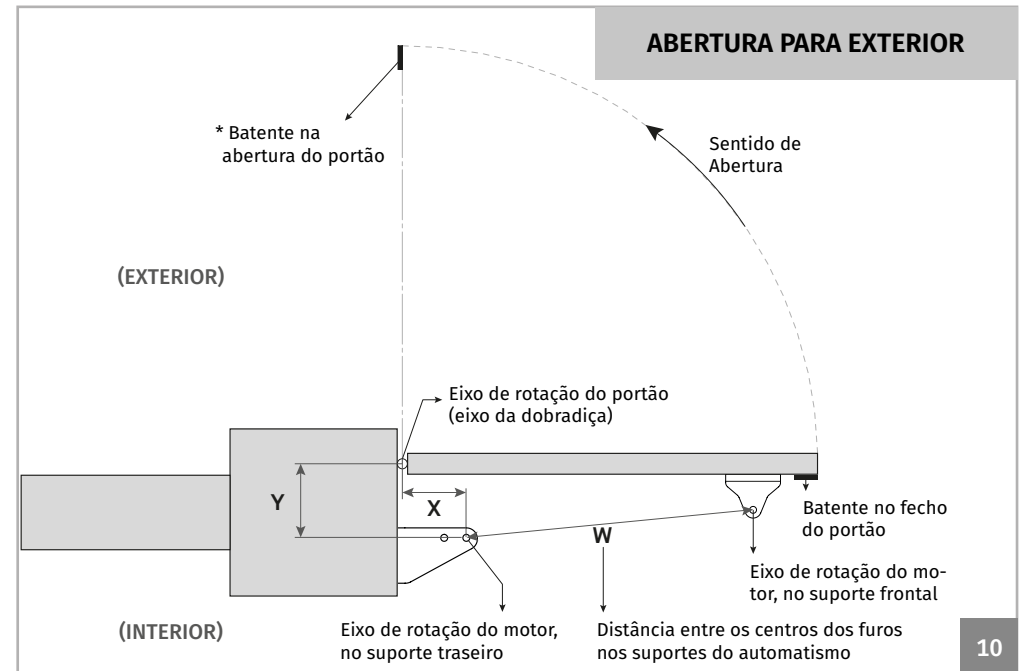 ABERTURA PARA EXTERIOR
* Batente na
abertura do portão
Sentido de
Abertura
(EXTERIOR)
Eixo de rotação do portão
(eixo da dobradiça)
Y
X
W
Batente no fecho
do portão
Eixo de rotação do mo-
tor, no suporte frontal
(INTERIOR)
Eixo de rotação do motor,
no suporte traseiro
Distância entre os centros dos furos
nos suportes do automatismo
10